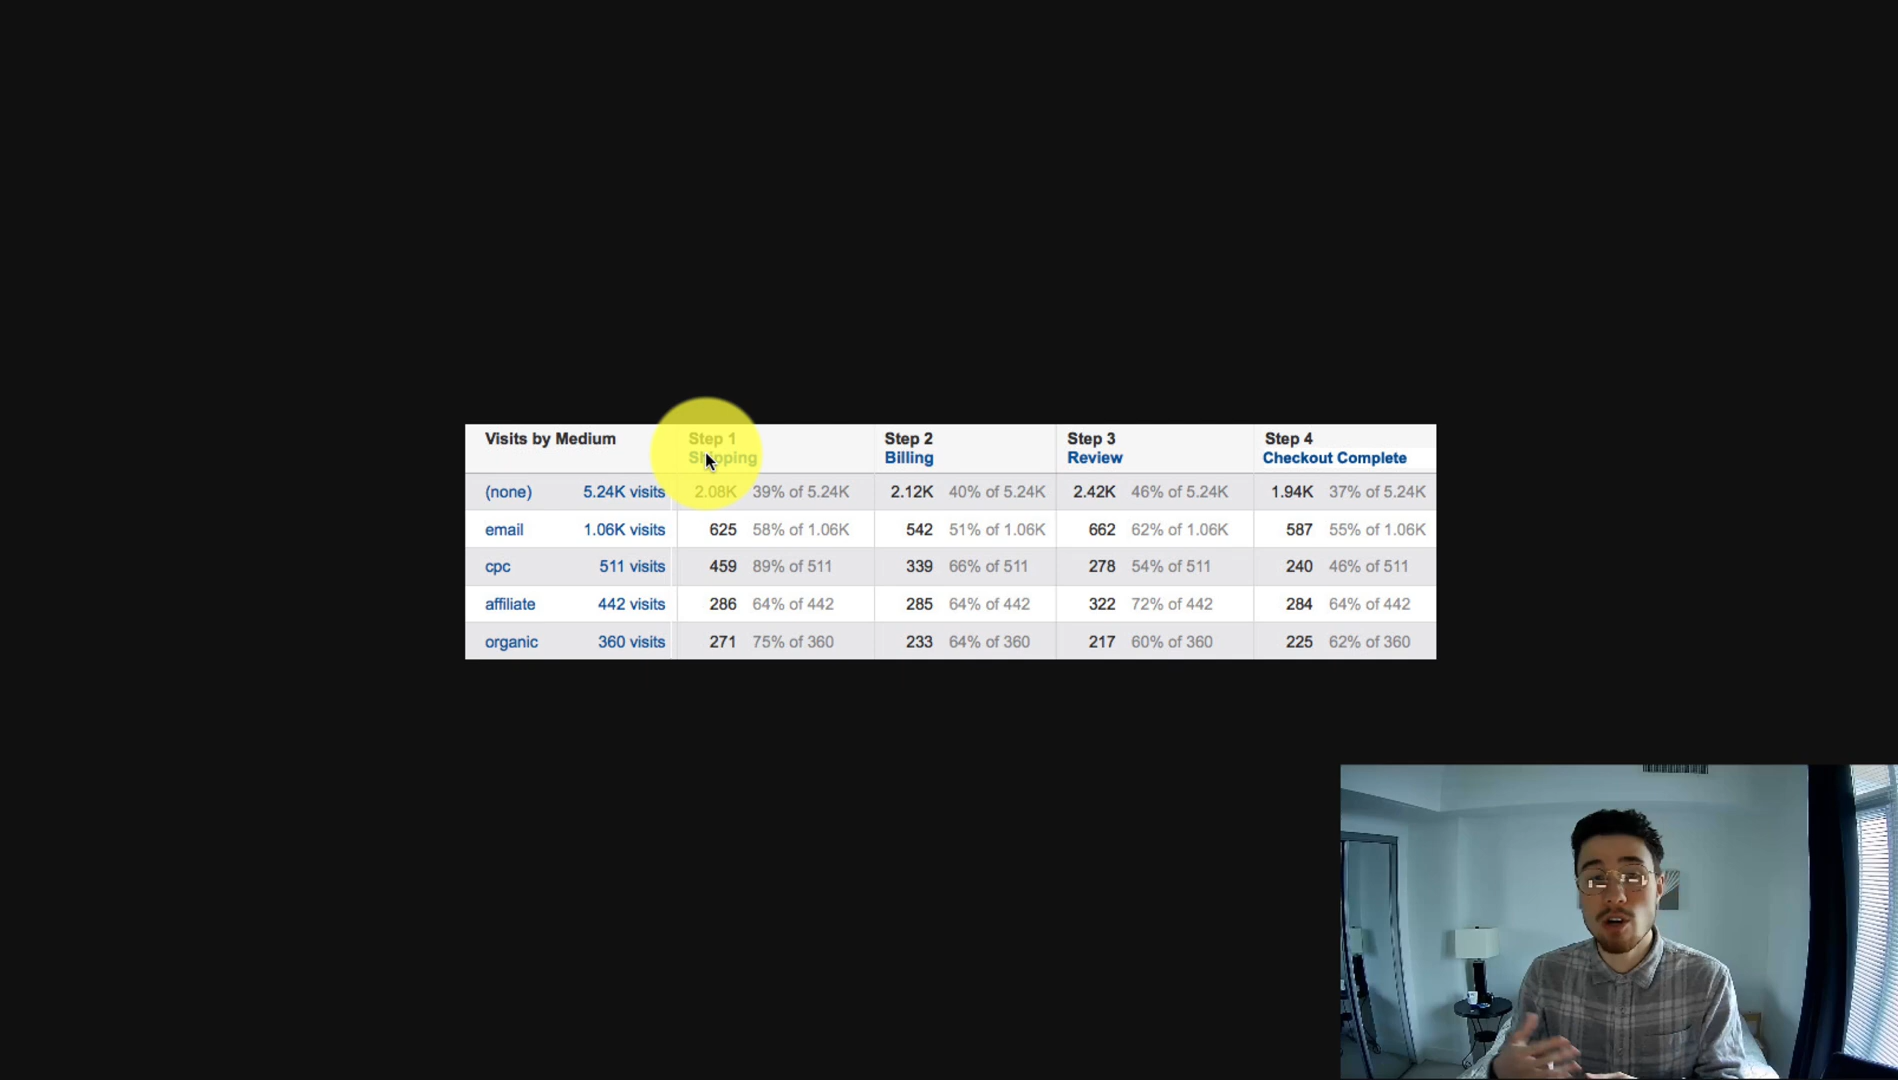 Visits by Medium Step 1 Step 2 Step 3 Step 4
Shipping Billing Review Checkout Complete
(none) 5.24K visits 2.08K 39% of 5.24K 2.12K 40% of 5.24K 2.42K 46% of 5.24K 1.94K 37% of 5.24K
email 1.06K visits 625 58% of 1.06K 542 51% of 1.06K 662 62% of 1.06K 587 55% of 1.06K
cpc 511 visits 459 89% of 511 339 66% of 511 278 54% of 511 240 46% of 511
affiliate 442 visits 286 64% of 442 285 64% of 442 322 72% of 442 284 64% of 442
organic 360 visits 271 75% of 360 233 64% of 360 217 60% of 360 225 62% of 360